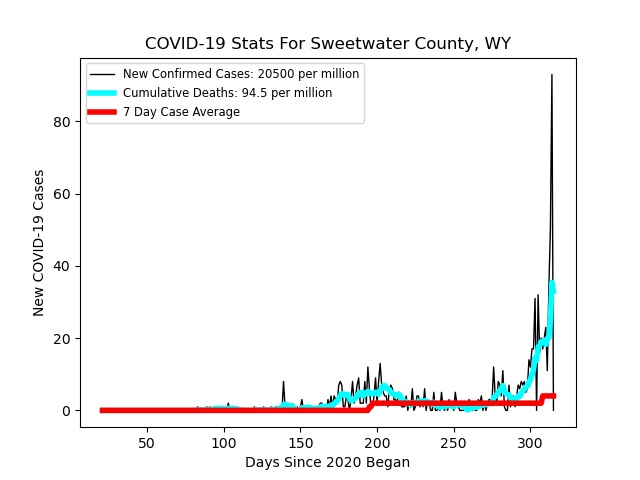 COVID-19 Stats For Sweetwater County, WY
New Confirmed Cases: 20500 per million
Cumulative Deaths: 94.5 per million
7 Day Case Average
New COVID-19 Cases
80
60
40
20
0
50 100 150 200 250 300
Days Since 2020 Began